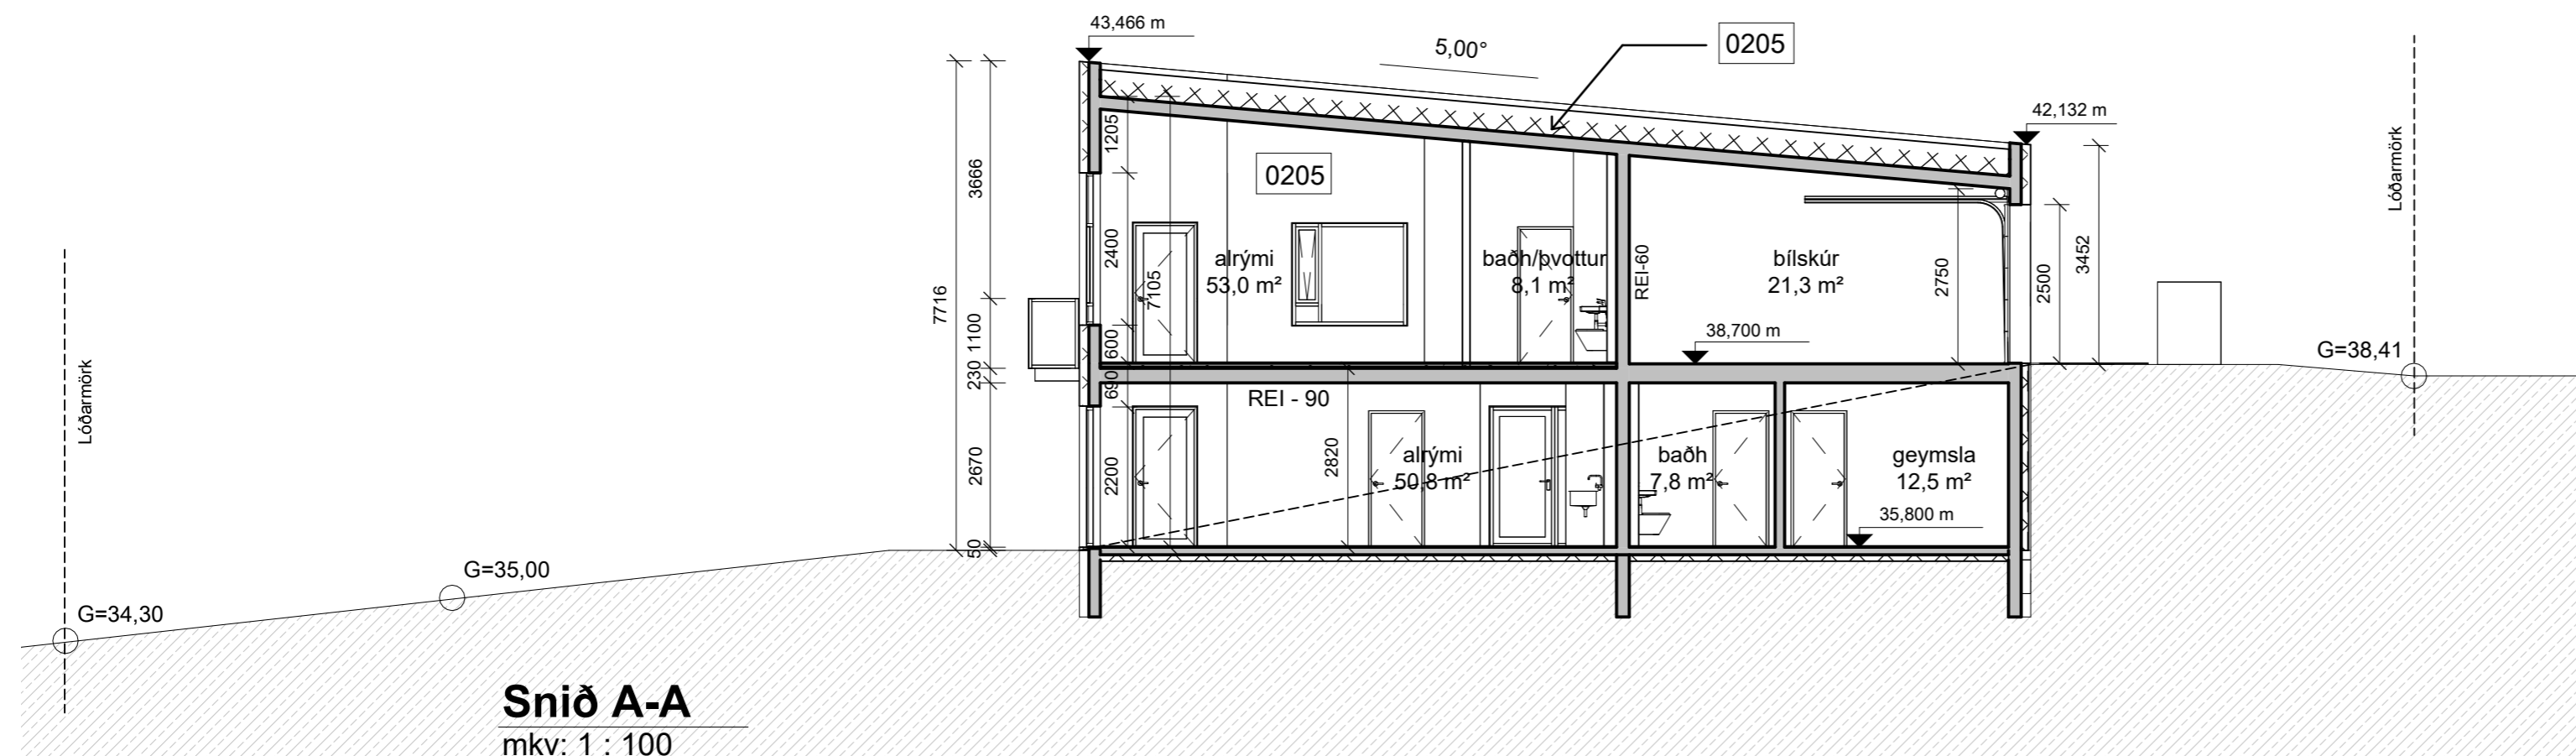 43,466 m
5,00°
0205
42,132 m
Lóðarmörk
1205
3666
0205
2400
alrými
53,0 m²
baðh/þvottur
8,1 m²
REI-60
bílskúr
21,3 m²
2750
2500
3452
7105
7716
1100
600
38,700 m
G=38,41
Lóðarmörk
230
690
REI - 90
2670
2200
2820
alrými
50,8 m²
baðh
7,8 m²
geymsla
12,5 m²
35,800 m
50
G=35,00
G=34,30
Snið A-A
mkv: 1 : 100